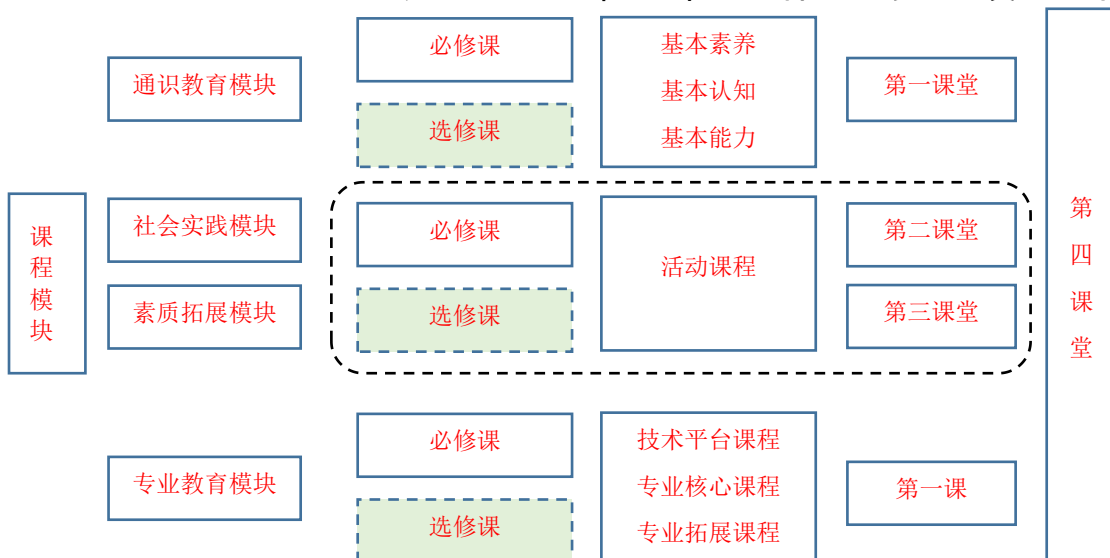 课程模块
通识教育模块
必修课
选修课
基本素养
基本认知
基本能力
第一课堂
社会实践模块
素质拓展模块
必修课
选修课
活动课程
第二课堂
第三课堂
专业教育模块
必修课
选修课
技术平台课程
专业核心课程
专业拓展课程
第一课
第四课堂